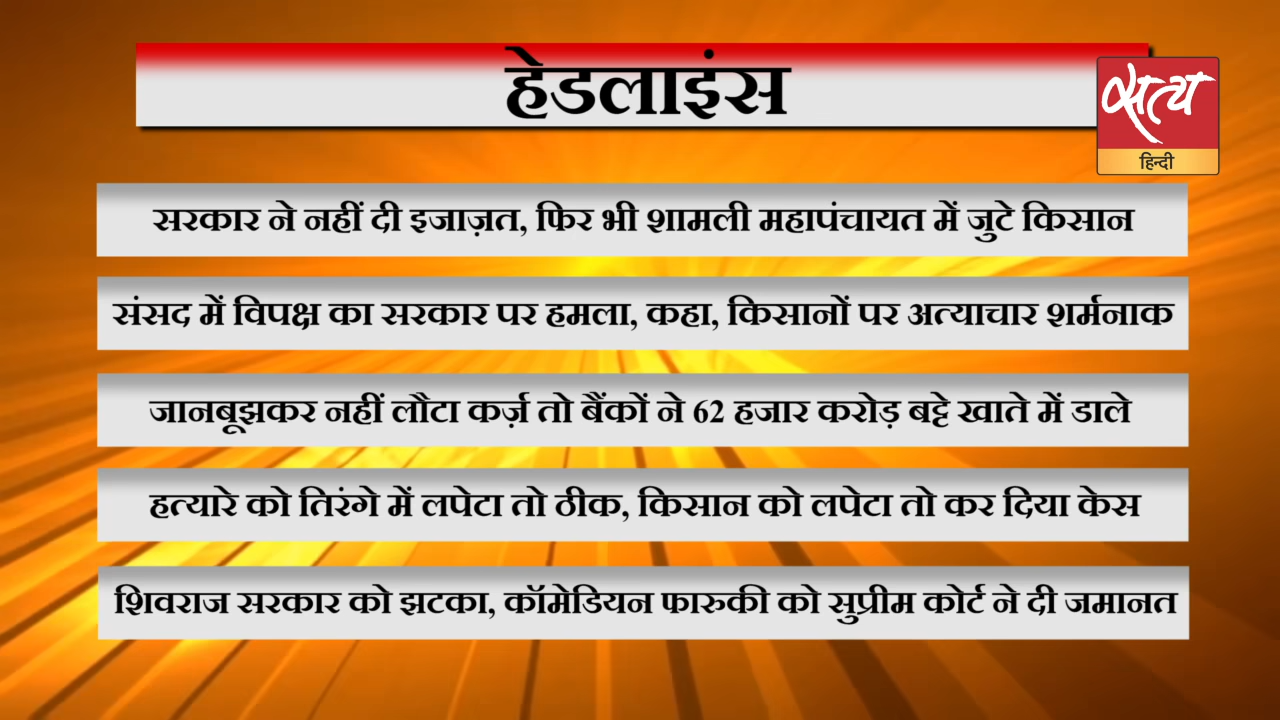 हेडलाइंस
सत्य
हिन्दी
सरकार ने नहीं दी इजाज़त, फिर भी शामली महापंचायत में जुटे किसान
संसद में विपक्ष का सरकार पर हमला, कहा, किसानों पर अत्याचार शर्मनाक
जानबूझकर नहीं लौटा कर्ज़ तो बैंकों ने 62 हजार करोड़ बट्टे खाते में डाले
हत्यारे को तिरंगे में लपेटा तो ठीक, किसान को लपेटा तो कर दिया केस
शिवराज सरकार को झटका, कॉमेडियन फारुकी को सुप्रीम कोर्ट ने दी जमानत